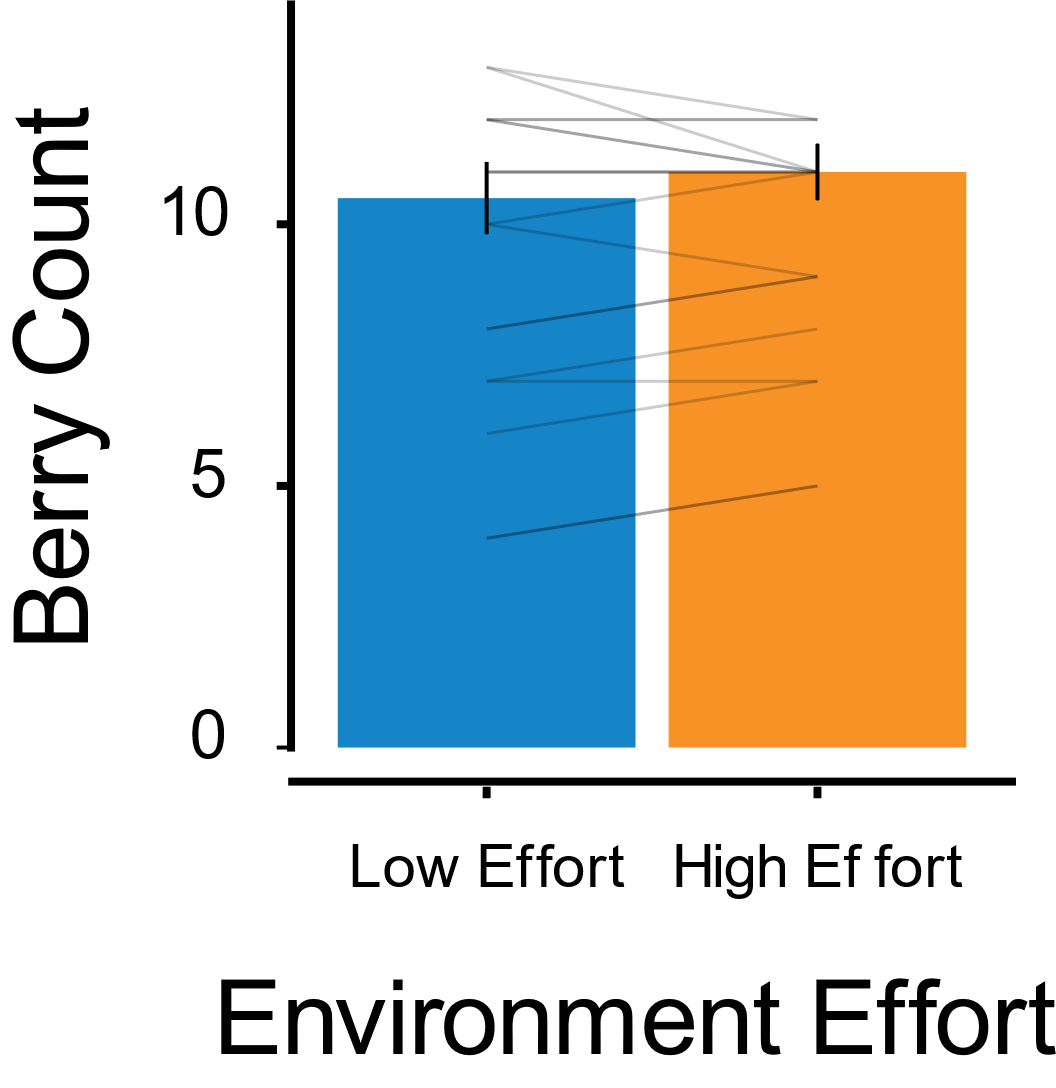 Berry Count
10
5
0
Low Effort
High Ef fort
Environment Effort